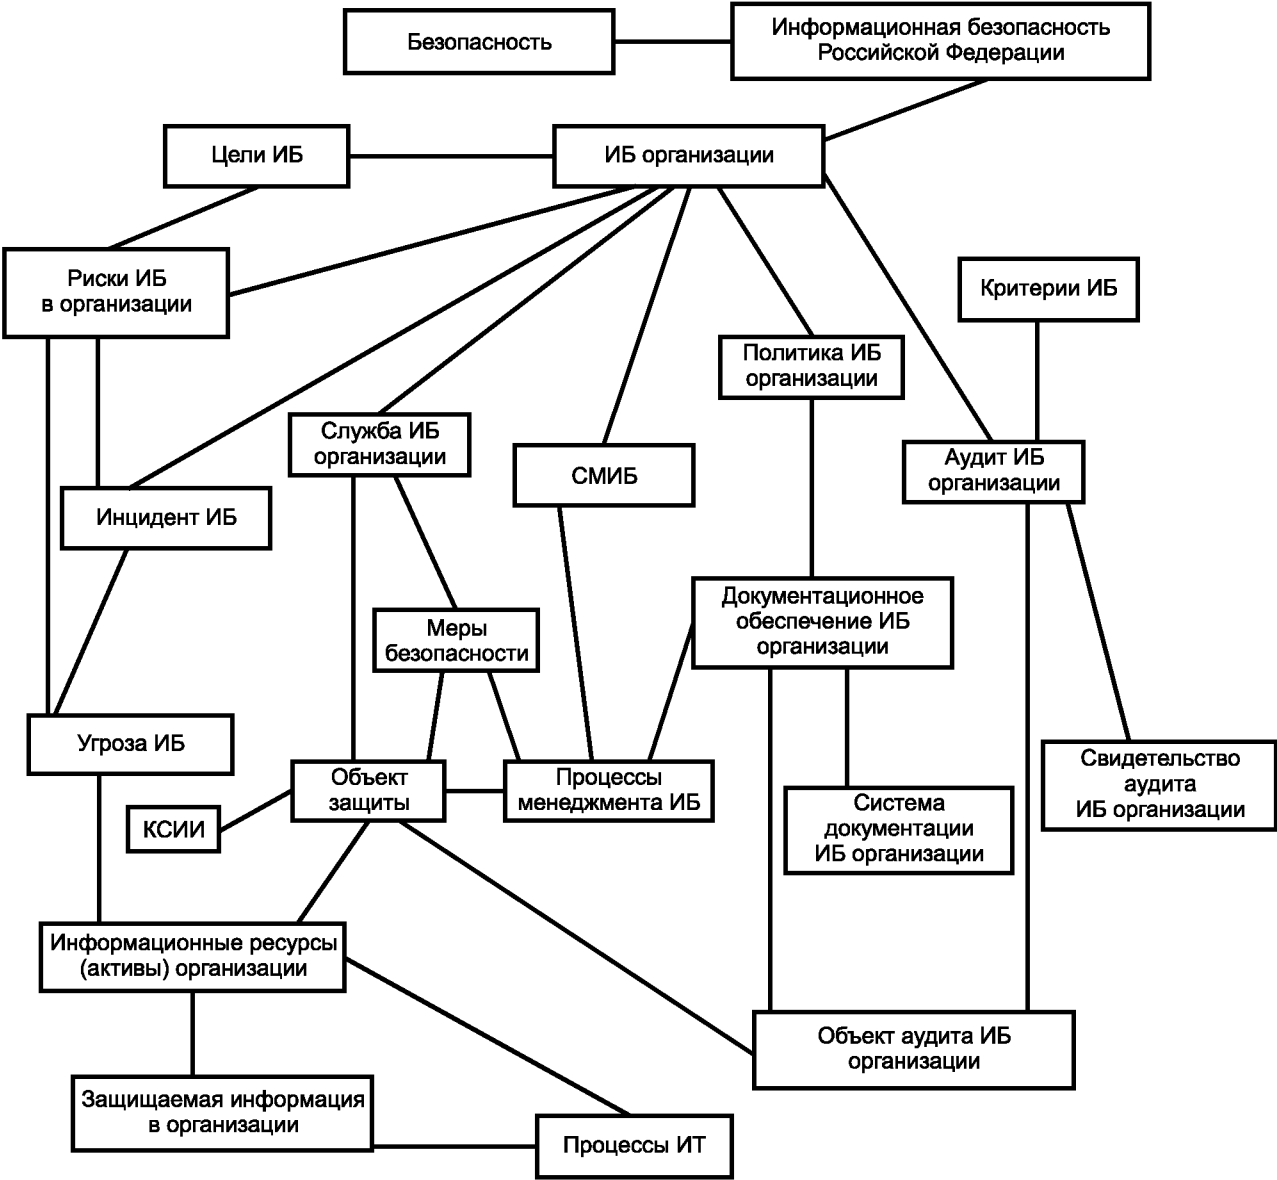 Безопасность
Информационная безопасность
Российской Федерации
Цели ИБ
ИБ организации
Риски ИБ
в организации
Критерии ИБ
Политика ИБ
организации
Служба ИБ
организации
СМИБ
Аудит ИБ
организации
Инцидент ИБ
Меры
безопасности
Документационное
обеспечение ИБ
организации
Угроза ИБ
Объект
защиты
Процессы
менеджмента ИБ
Свидетельство
аудита
ИБ организации
КСИИ
Система
документации
ИБ организации
Информационные ресурсы
(активы) организации
Объект аудита ИБ
организации
Защищаемая информация
в организации
Процессы ИТ